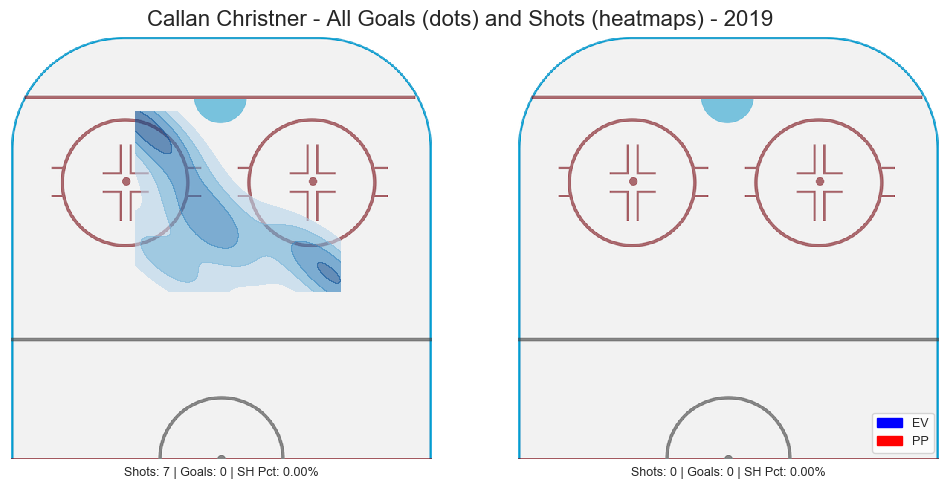 Callan Christner - All Goals (dots) and Shots (heatmaps) - 2019
EV
PP
Shots: 7 | Goals: 0 | SH Pct: 0.00%
Shots: 0 | Goals: 0 | SH Pct: 0.00%